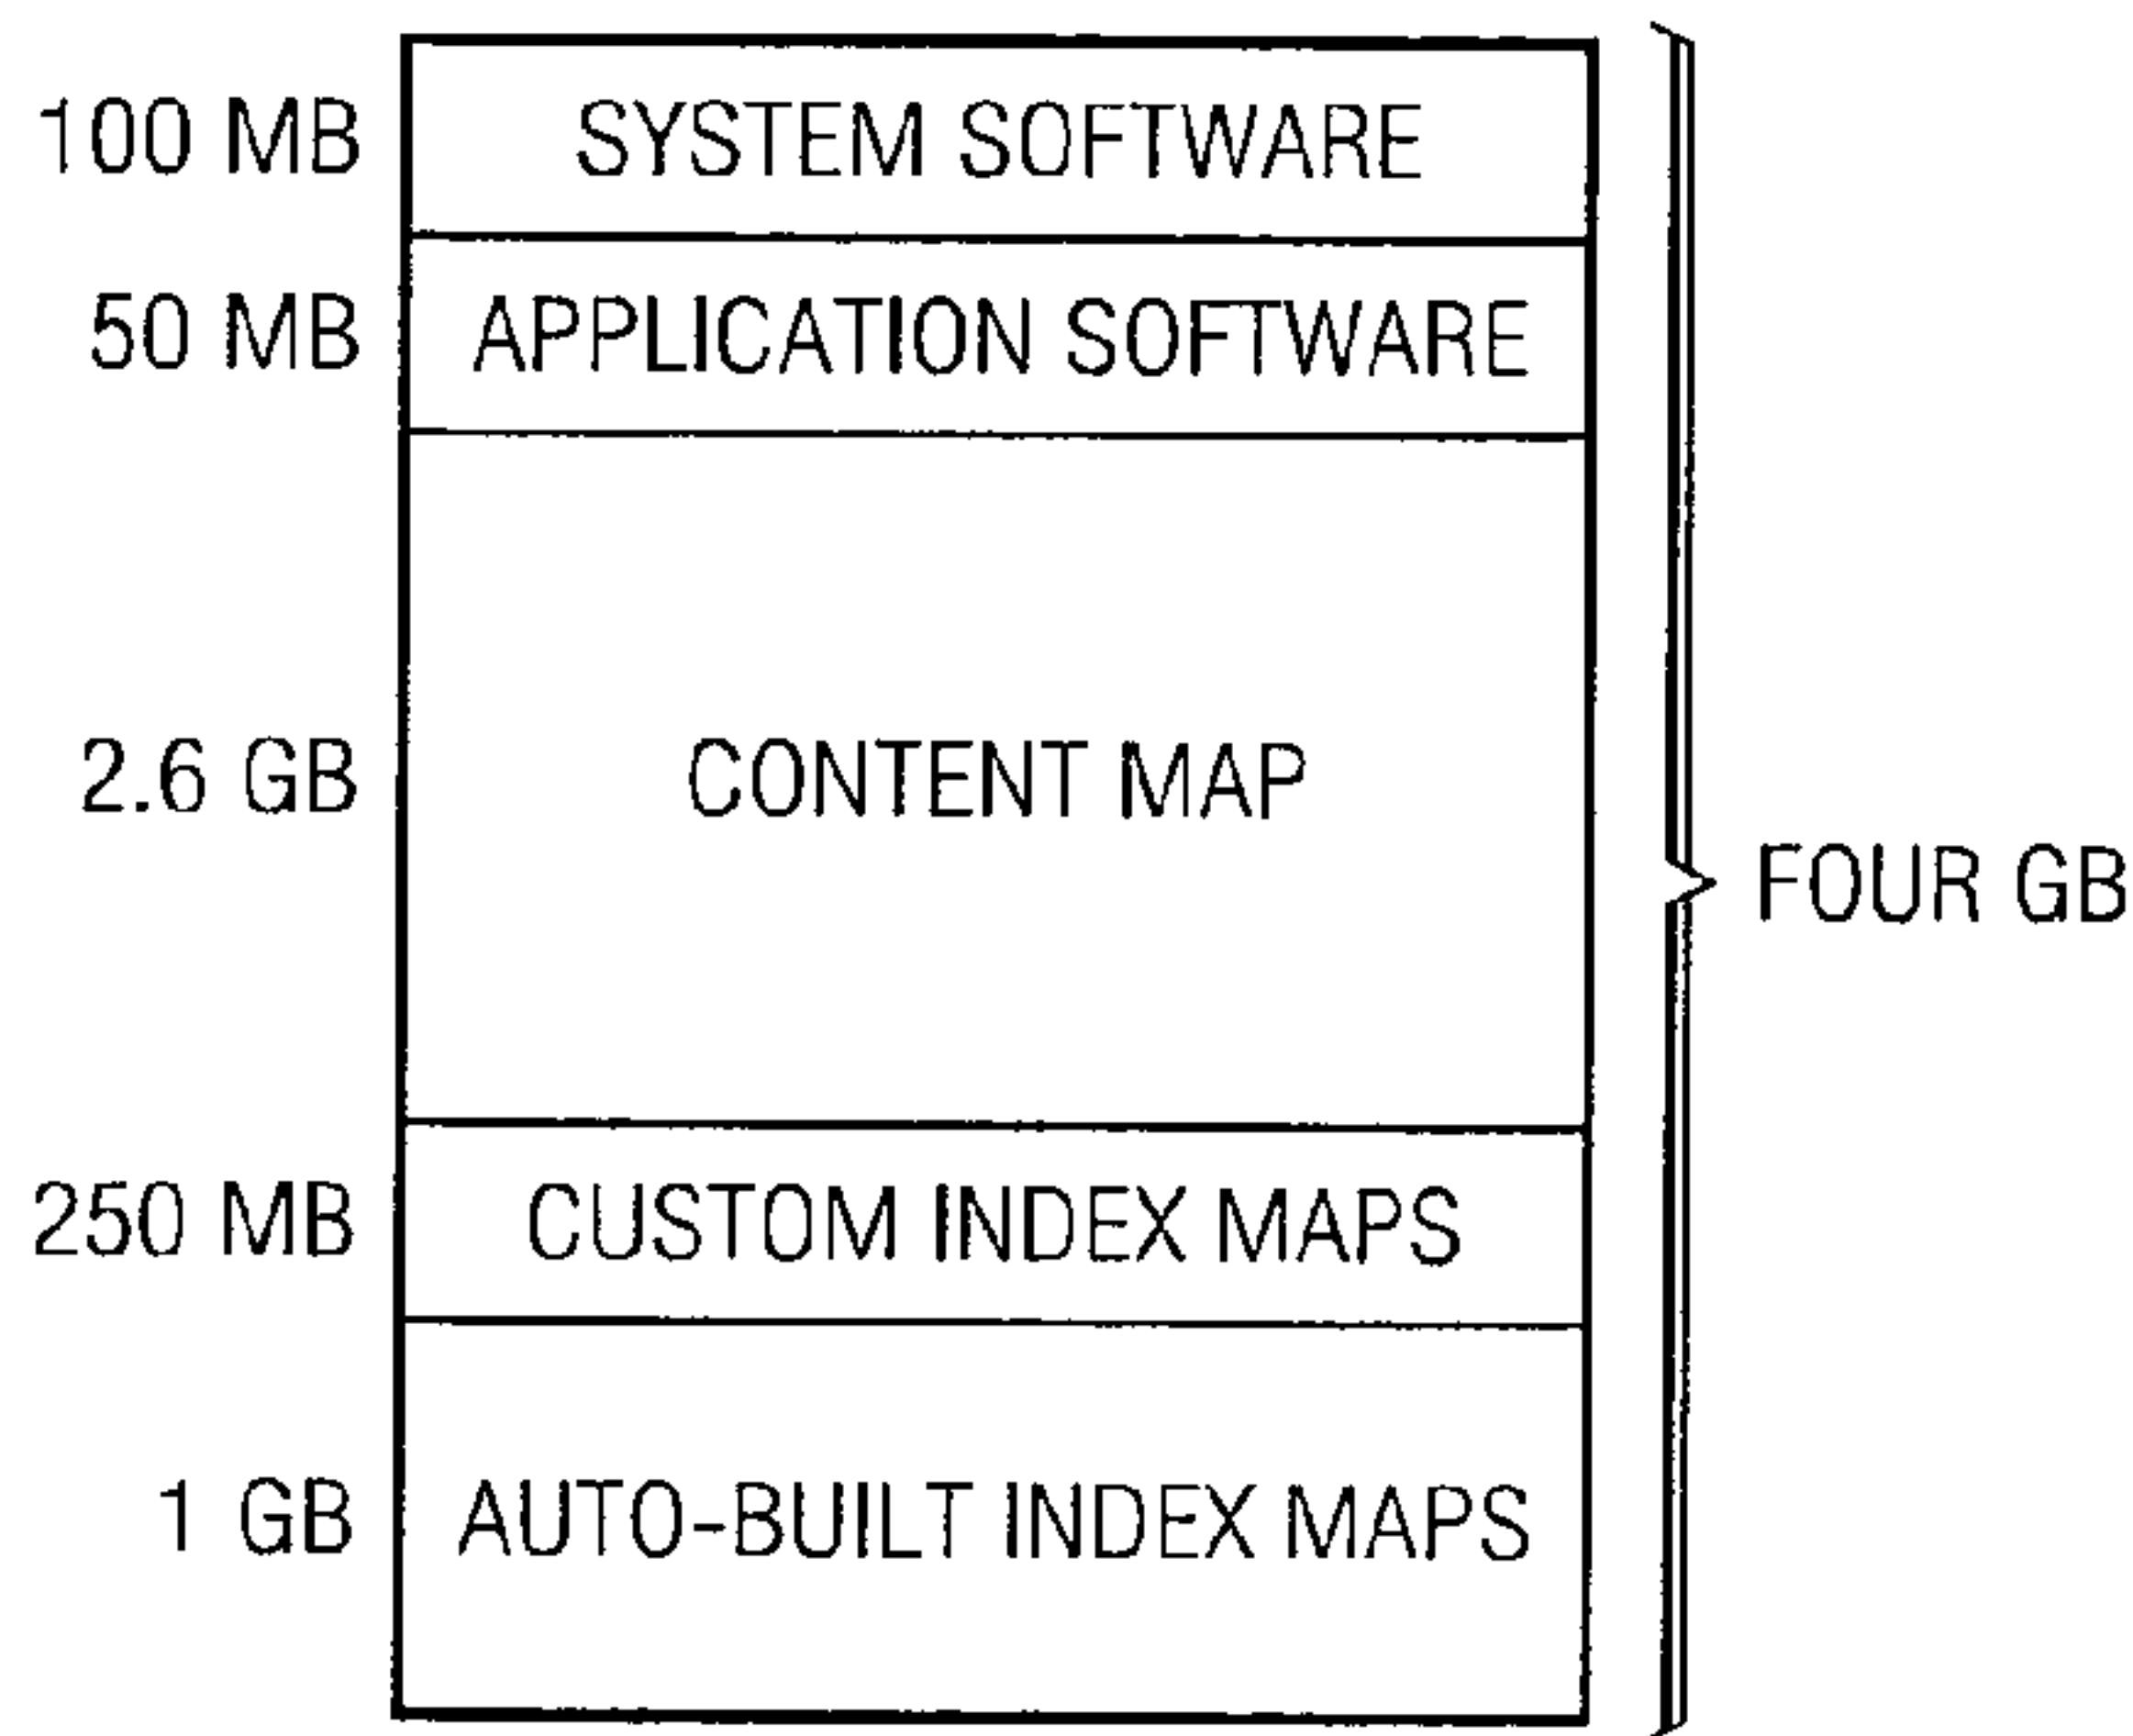 100 MB SYSTEM SOFTWARE
50 MB APPLICATION SOFTWARE
2.6 GB CONTENT MAP
FOUR GB
250 MB CUSTOM INDEX MAPS
1 GB AUTO-BUILT INDEX MAPS